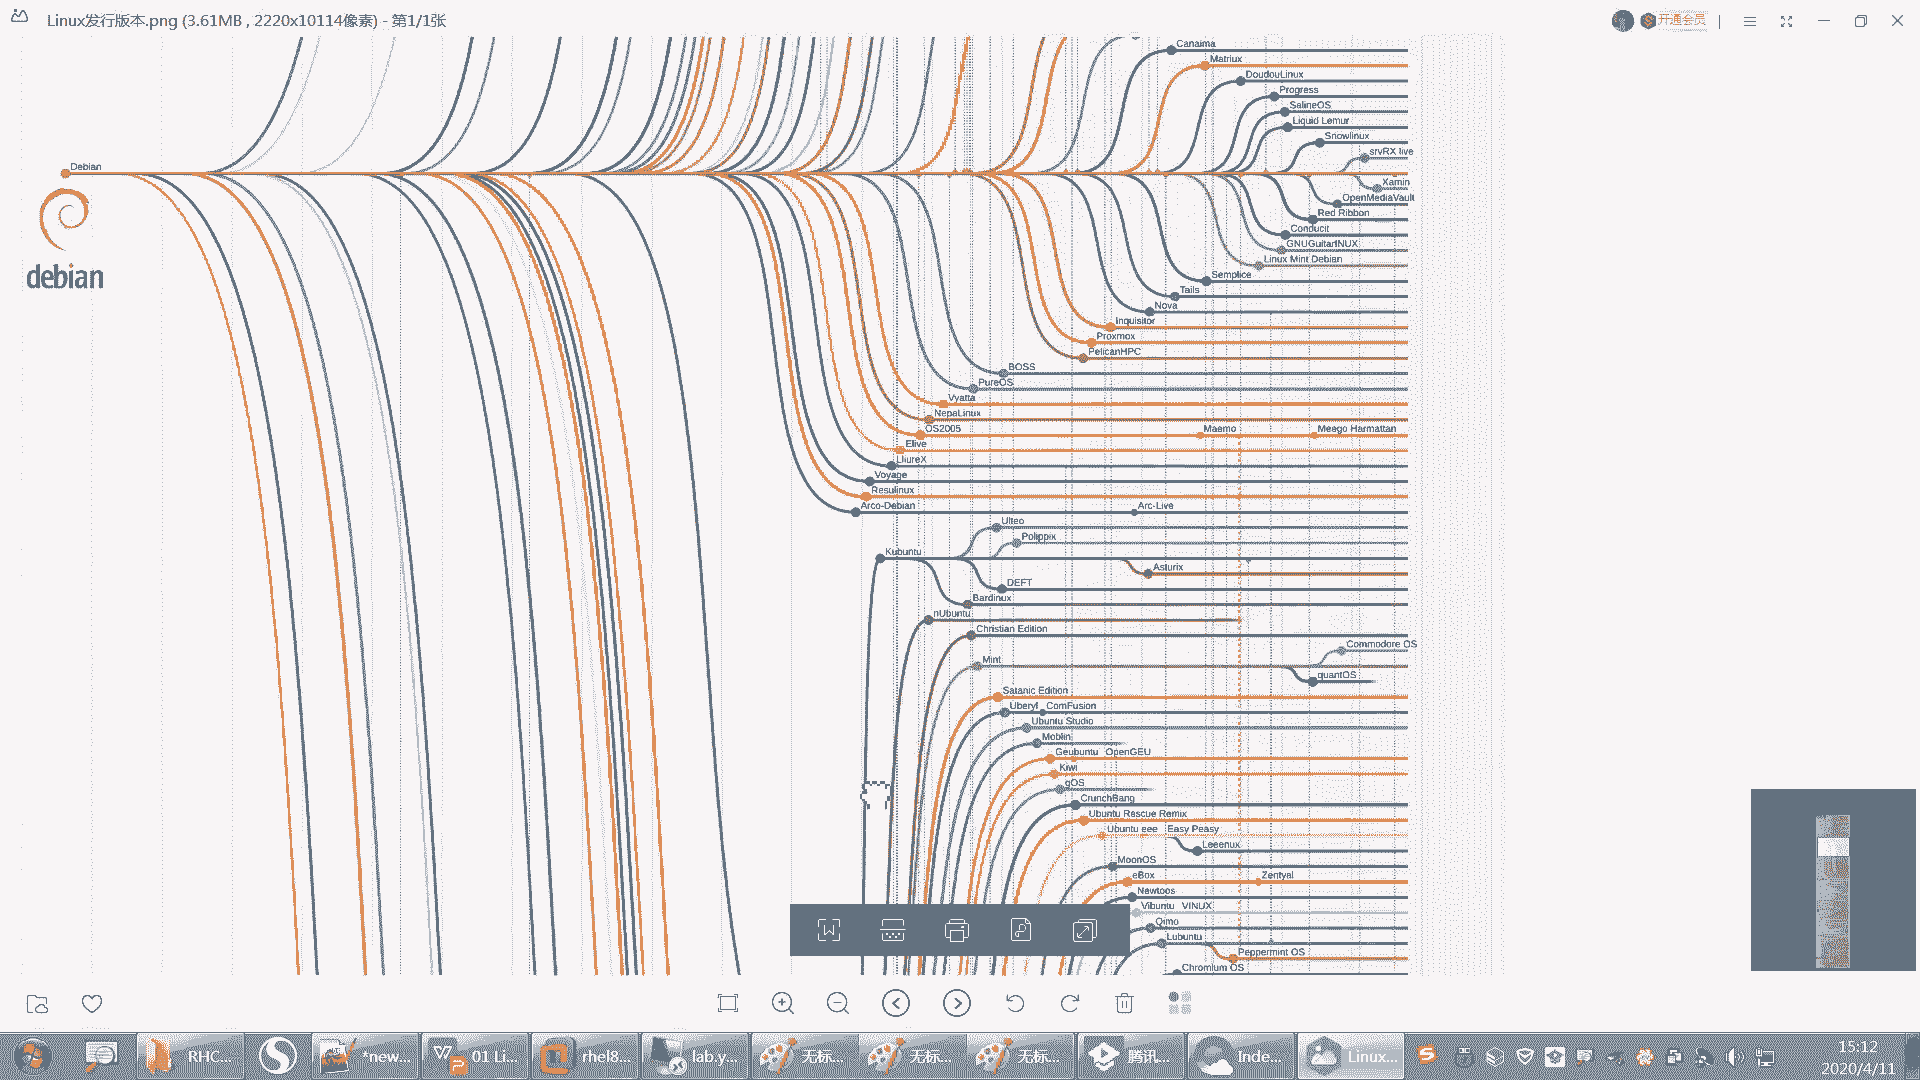 Linux发行版本.png (3.61MB , 2220x10114像素) - 第1/1张
开通会员
Canaima
Matriux
DoudouLinux
Progress
SalineOS
Liquid Lemur
Snowlinux
srvRX live
Debian
Xamin
OpenMediaVault
Red Ribbon
Conducit
GNUGuitarINUX
Linux Mint Debian
Semplice
Tails
Nova
Inquisitor
Proxmox
PelicanHPC
debian
BOSS
PureOS
Vyatta
NepaLinux
OS2005 Maemo Meego Harmattan
Elive
LliureX
Voyage
Resulinux
Arco-Debian Arc-Live
Ulteo
Polippix
Kubuntu
Asturix
DEFT
Bardinux
nUbuntu
Christian Edition
Commodore OS
Mint
quantOS
Satanic Edition
Uberyl ComFusion
Ubuntu Studio
Moblin
Geubuntu OpenGEU
Kiwi
gOS
CrunchBang
Ubuntu Rescue Remix
Ubuntu eee Easy Peasy
Leeenux
MoonOS
eBox Zentyal
Newtoos
Vibuntu VINUX
Qimo
Lubuntu
Peppermint OS
Chromium OS
RHC...
*new...
01 Li...
rhel8...
lab.y...
无标...
无标...
无标...
腾讯...
Inde...
Linux...
15:12
2020/4/11